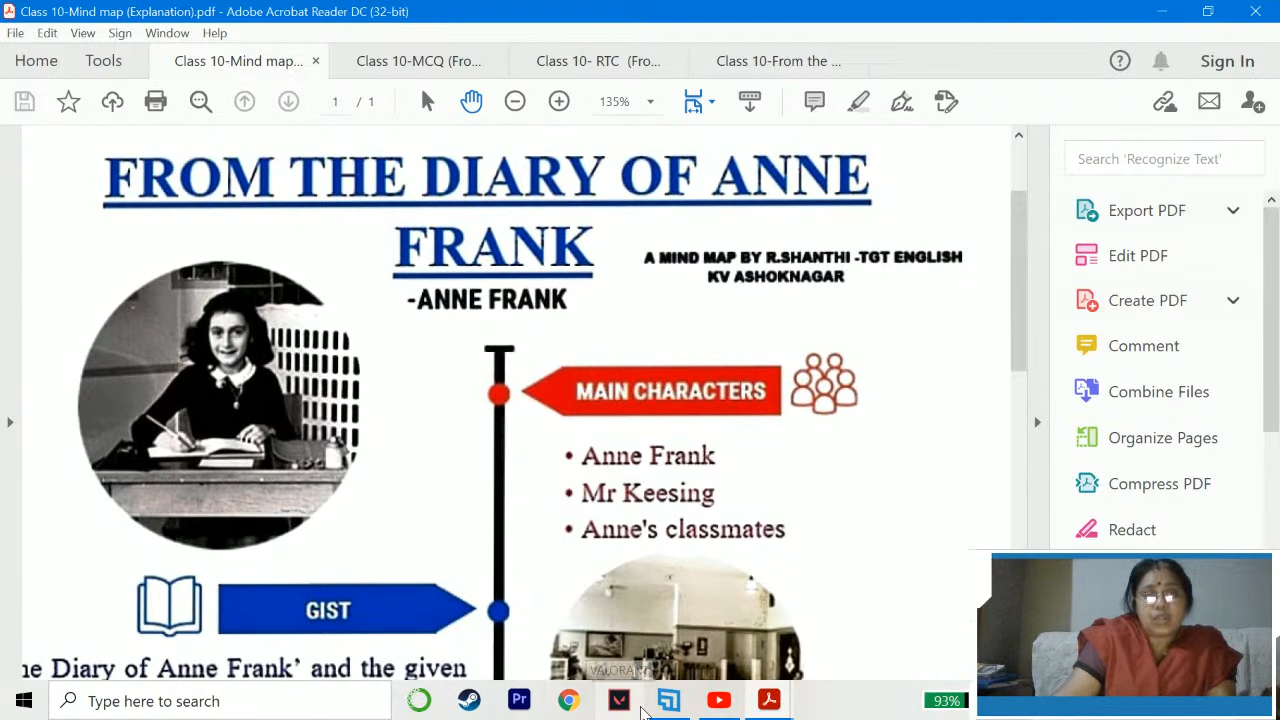 Class 10-Mind map (Explanation).pdf - Adobe Acrobat Reader DC (32-bit)
File Edit View Sign Window Help
Home Tools Class 10-Mind map... × Class 10-MCQ (Fro... Class 10- RTC (Fro... Class 10-From the ... Sign In
1 / 1 135%
FROM THE DIARY OF ANNE
FRANK
-ANNE FRANK
A MIND MAP BY R.SHANTHI -TGT ENGLISH
KV ASHOKNAGAR
MAIN CHARACTERS
• Anne Frank
• Mr Keesing
• Anne's classmates
GIST
ne Diary of Anne Frank’ and the given
Search 'Recognize Text'
Export PDF
Edit PDF
Create PDF
Comment
Combine Files
Organize Pages
Compress PDF
Redact
VALORANT
Type here to search
Pr
93%